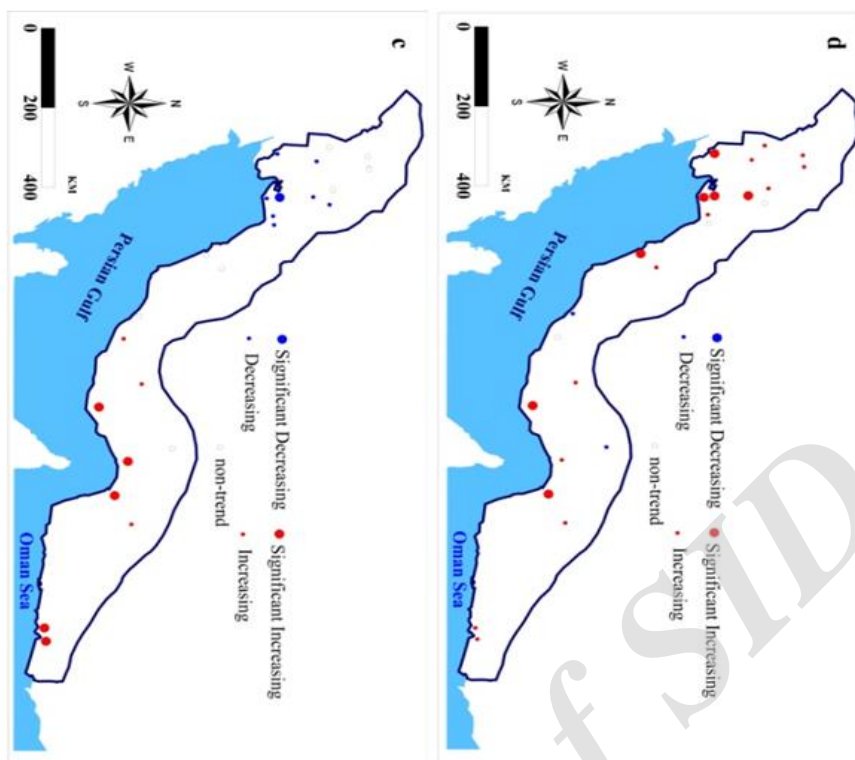 d
N
W E
S
Significant Decreasing Significant Increasing
Decreasing Increasing
non-trend
Persian Gulf
KM
0 200 400
Oman Sea
c
N
W E
S
Significant Decreasing Significant Increasing
Decreasing Increasing
non-trend
Persian Gulf
KM
0 200 400
Oman Sea
f SID